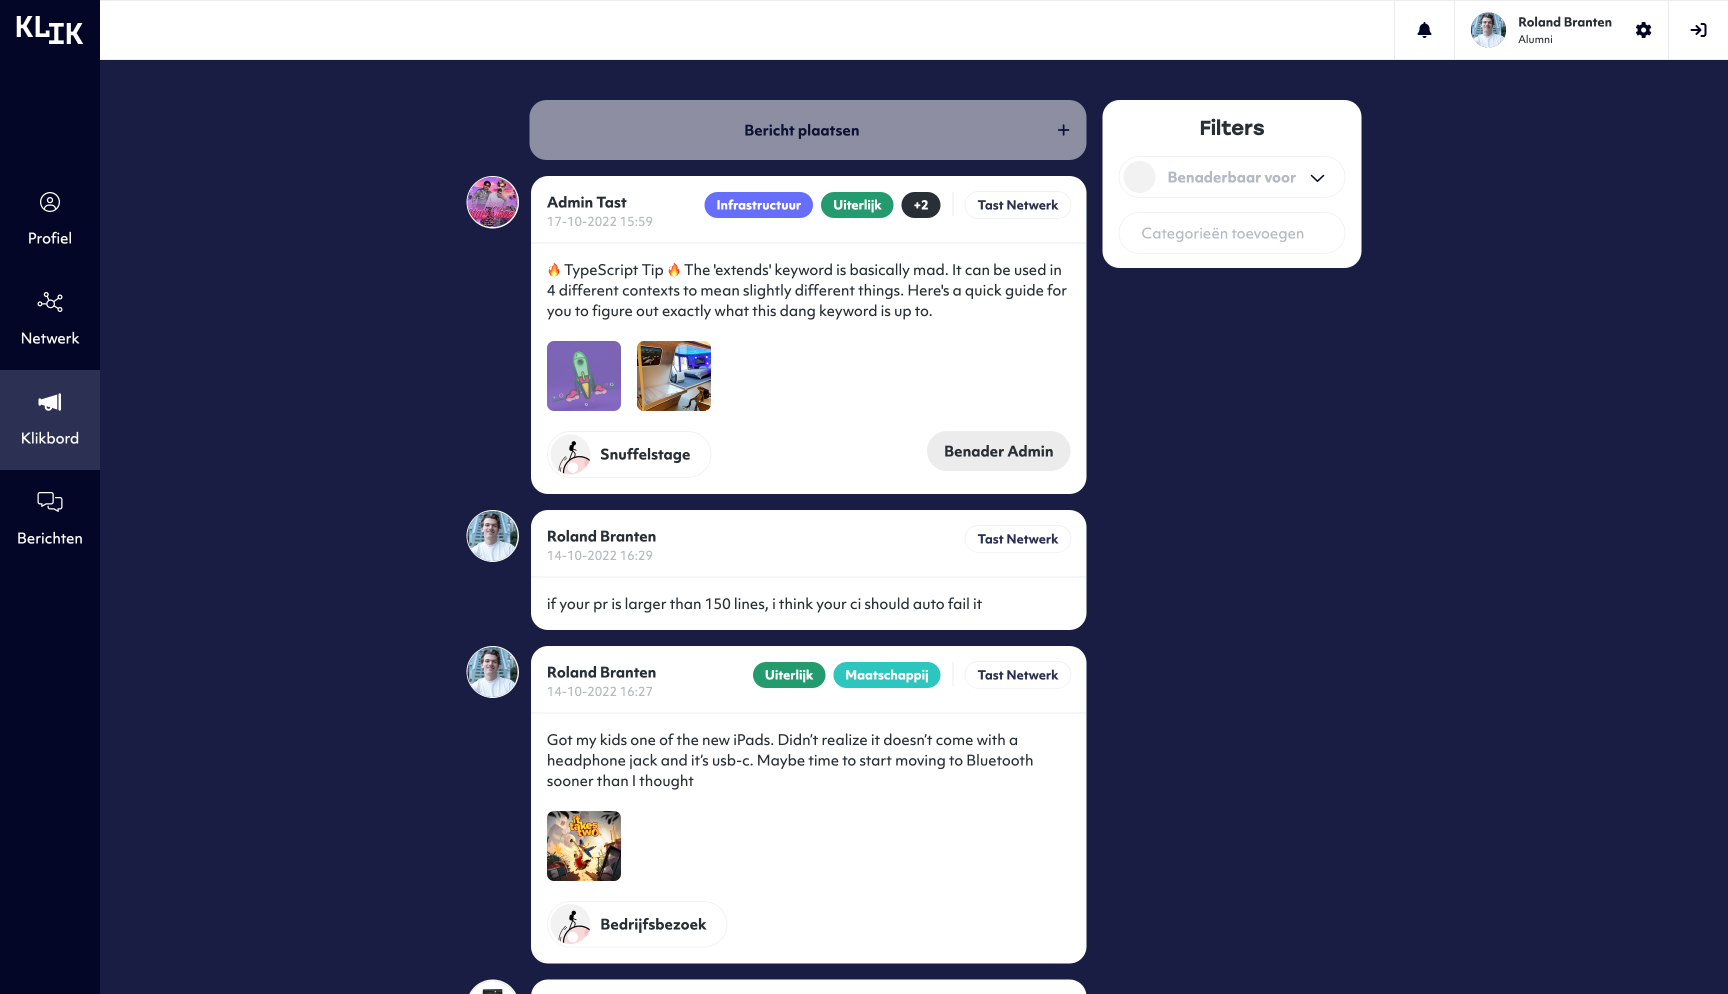 KLIK
Roland Branten
Alumni
Profiel
Netwerk
Klikbord
Berichten
Bericht plaatsen +
Admin Tast
17-10-2022 15:59
Infrastructuur Uiterlijk +2 Tast Netwerk
🔥 TypeScript Tip 🔥 The 'extends' keyword is basically mad. It can be used in
4 different contexts to mean slightly different things. Here's a quick guide for
you to figure out exactly what this dang keyword is up to.
Snuffelstage
Benader Admin
Roland Branten
14-10-2022 16:29
Tast Netwerk
if your pr is larger than 150 lines, i think your ci should auto fail it
Roland Branten
14-10-2022 16:27
Uiterlijk Maatschappij Tast Netwerk
Got my kids one of the new iPads. Didn’t realize it doesn’t come with a
headphone jack and it’s usb-c. Maybe time to start moving to Bluetooth
sooner than I thought
it
takes
two
Bedrijfsbezoek
Filters
Benaderbaar voor
Categorieën toevoegen